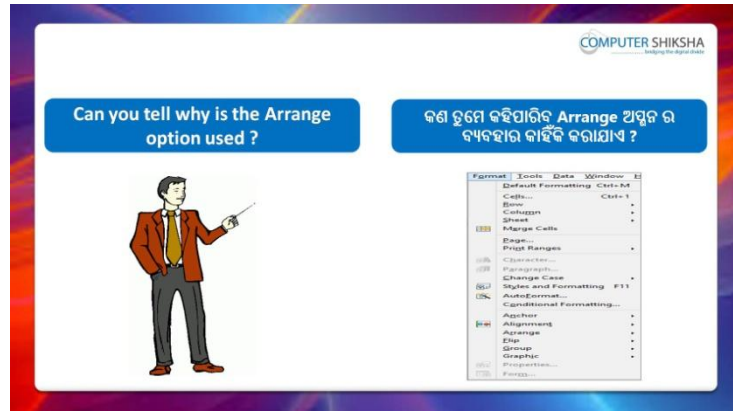 COMPUTER SHIKSHA
bridging the digital divide
Can you tell why is the Arrange
option used ?
କଣ ତୁମେ କହିପାରିବ Arrange ଅପ୍ସନ ର
ବ୍ୟବହାର କାହିଁକି କରାଯାଏ ?
Format Tools Data Window
Default Formatting Ctrl+M
Cells... Ctrl+1
Row
Column
Sheet
Merge Cells
Page...
Print Ranges
Character...
Paragraph...
Change Case
Styles and Formatting F11
AutoFormat...
Conditional Formatting...
Anchor
Alignment
Arrange
Flip
Group
Graphic
Properties...
Form...